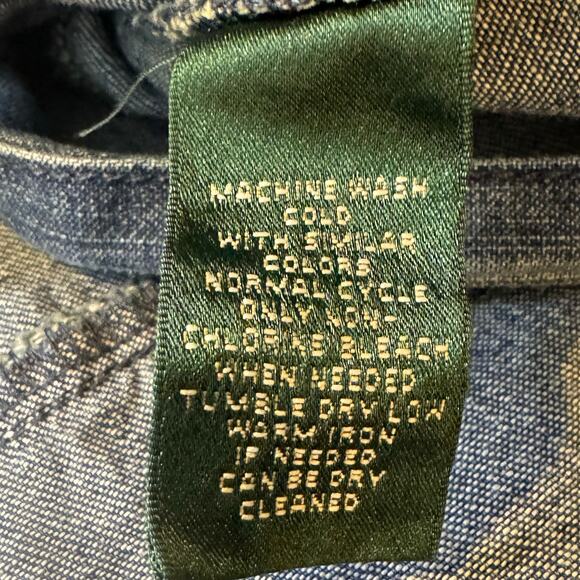 MACHINE WASH
COLD
WITH SIMILAR
COLORS
NORMAL CYCLE
ONLY NON-
CHLORINE BLEACH
WHEN NEEDED
TUMBLE DRY LOW
WARM IRON
IF NEEDED
CAN BE DRY
CLEANED